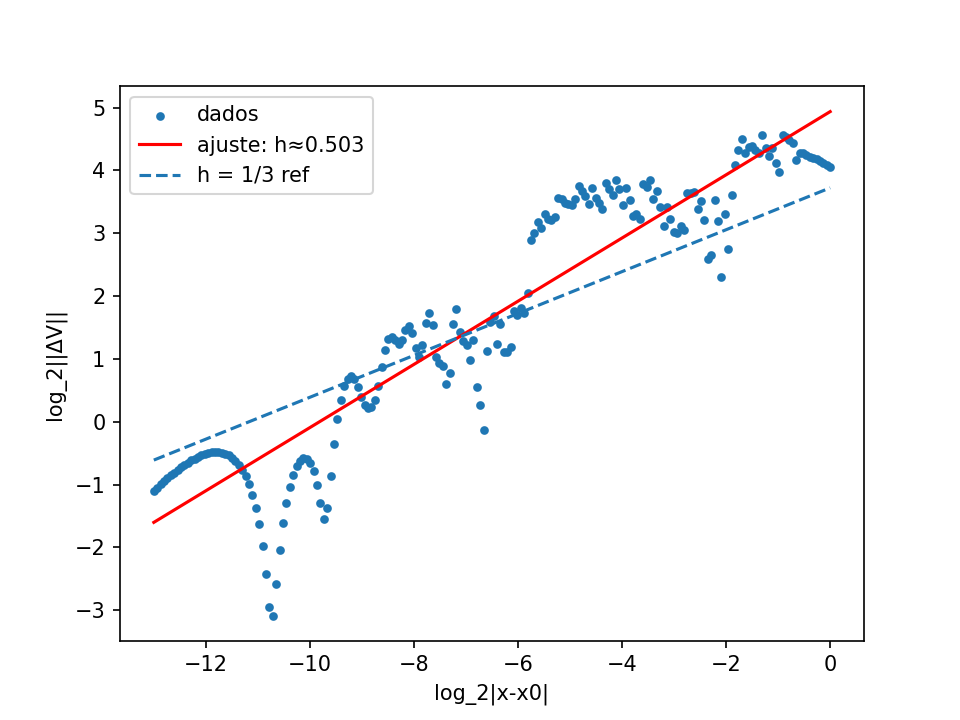 dados
ajuste: h≈0.503
h = 1/3 ref
5
4
3
2
1
0
−1
−2
−3
log_2||ΔV||
−12 −10 −8 −6 −4 −2 0
log_2|x-x0|